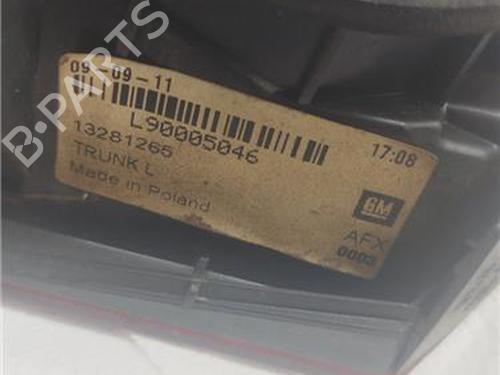 09-09-11
L90005046
17:08
13281265
TRUNK L
Made in Poland
GM
AFX
0003
B-PARTS